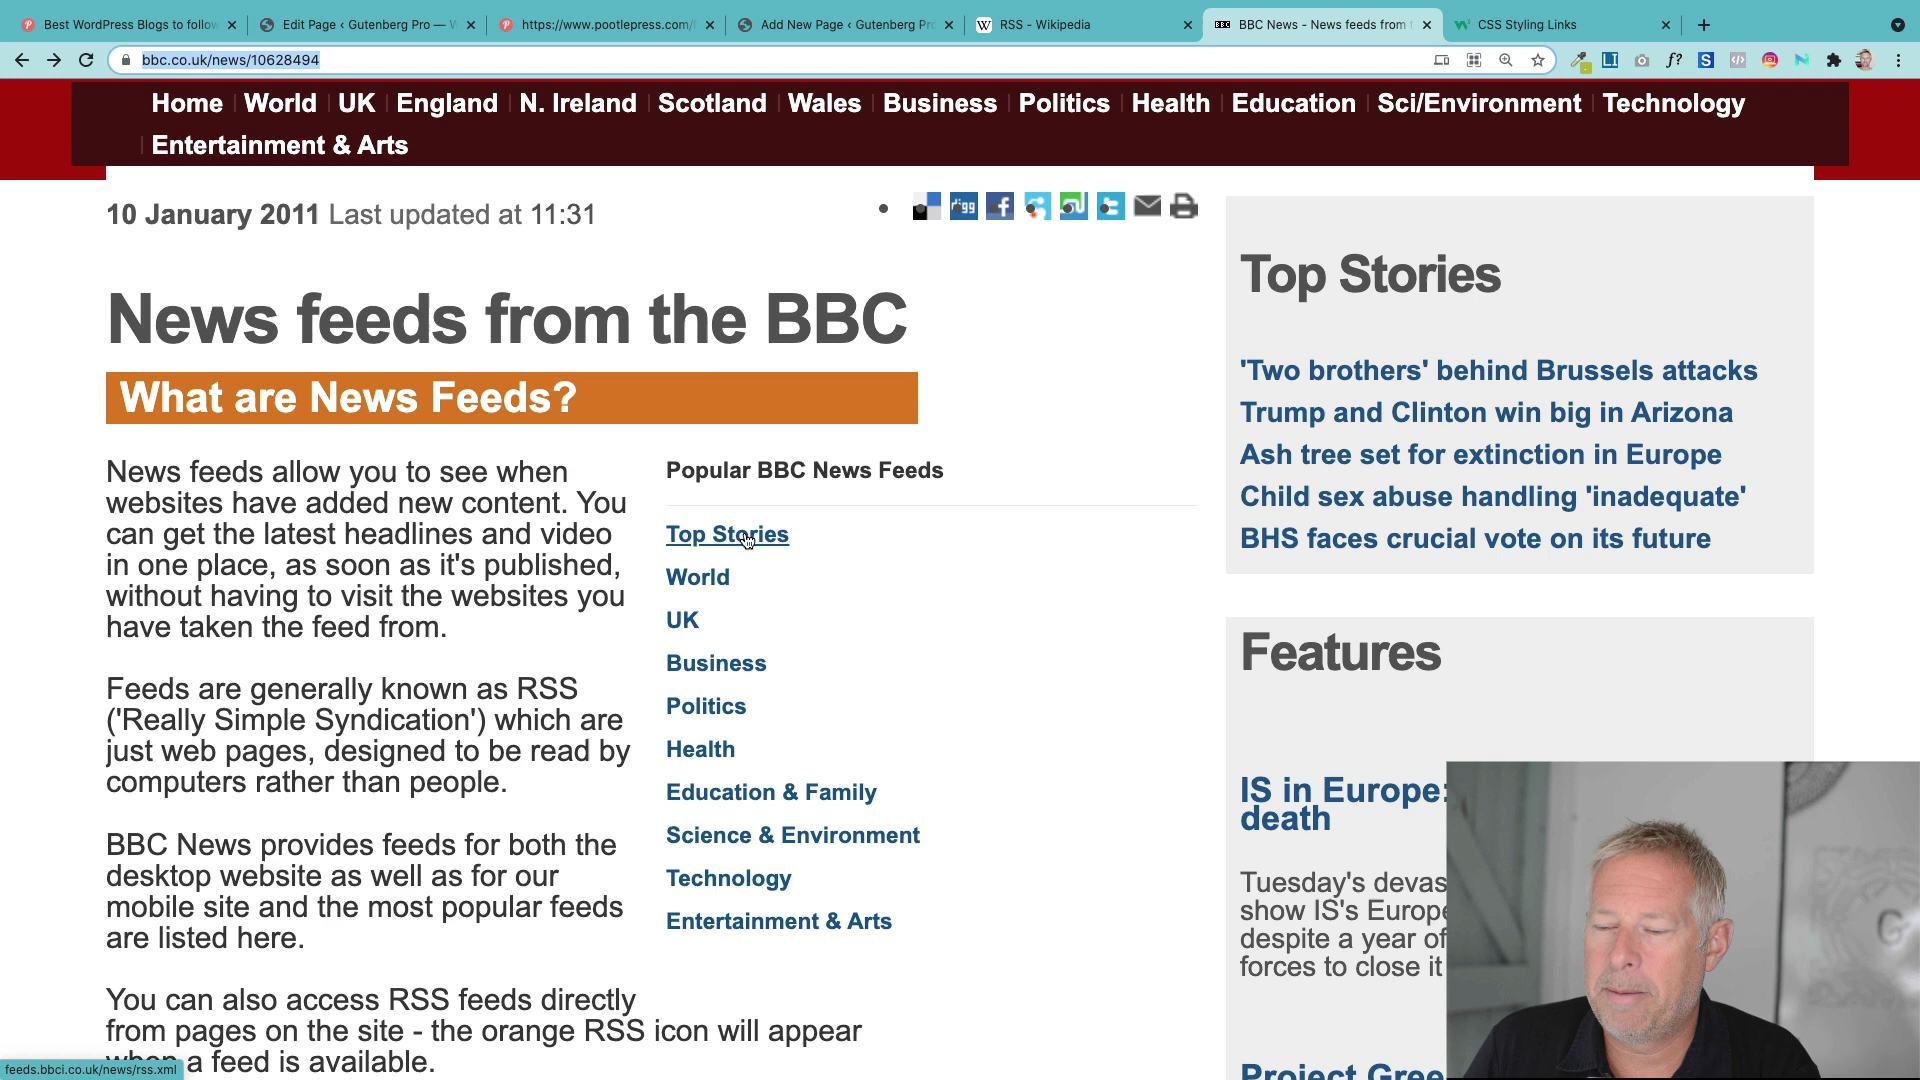 Best WordPress Blogs to follow
Edit Page ‹ Gutenberg Pro — W
https://www.pootlepress.com/
Add New Page ‹ Gutenberg Pro
RSS - Wikipedia
BBC News - News feeds from
CSS Styling Links
bbc.co.uk/news/10628494
Home World UK England N. Ireland Scotland Wales Business Politics Health Education Sci/Environment Technology
Entertainment & Arts
10 January 2011 Last updated at 11:31
digg
News feeds from the BBC
What are News Feeds?
News feeds allow you to see when
websites have added new content. You
can get the latest headlines and video
in one place, as soon as it's published,
without having to visit the websites you
have taken the feed from.
Feeds are generally known as RSS
('Really Simple Syndication') which are
just web pages, designed to be read by
computers rather than people.
BBC News provides feeds for both the
desktop website as well as for our
mobile site and the most popular feeds
are listed here.
You can also access RSS feeds directly
from pages on the site - the orange RSS icon will appear
when a feed is available.
Popular BBC News Feeds
Top Stories
World
UK
Business
Politics
Health
Education & Family
Science & Environment
Technology
Entertainment & Arts
Top Stories
'Two brothers' behind Brussels attacks
Trump and Clinton win big in Arizona
Ash tree set for extinction in Europe
Child sex abuse handling 'inadequate'
BHS faces crucial vote on its future
Features
IS in Europe:
death
Tuesday's devas
show IS's Europe
despite a year of
forces to close it
Project Gree
feeds.bbci.co.uk/news/rss.xml